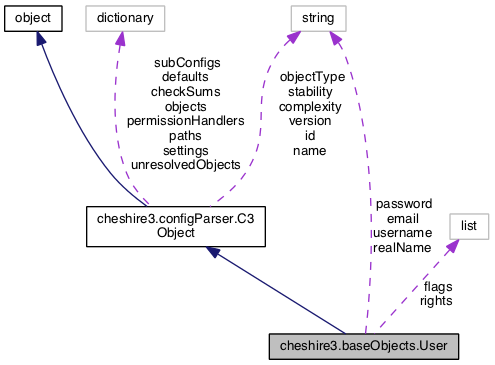 object
dictionary
string
subConfigs
defaults
checkSums
objects
permissionHandlers
paths
settings
unresolvedObjects
objectType
stability
complexity
version
id
name
cheshire3.configParser.C3
Object
password
email
username
realName
list
flags
rights
cheshire3.baseObjects.User